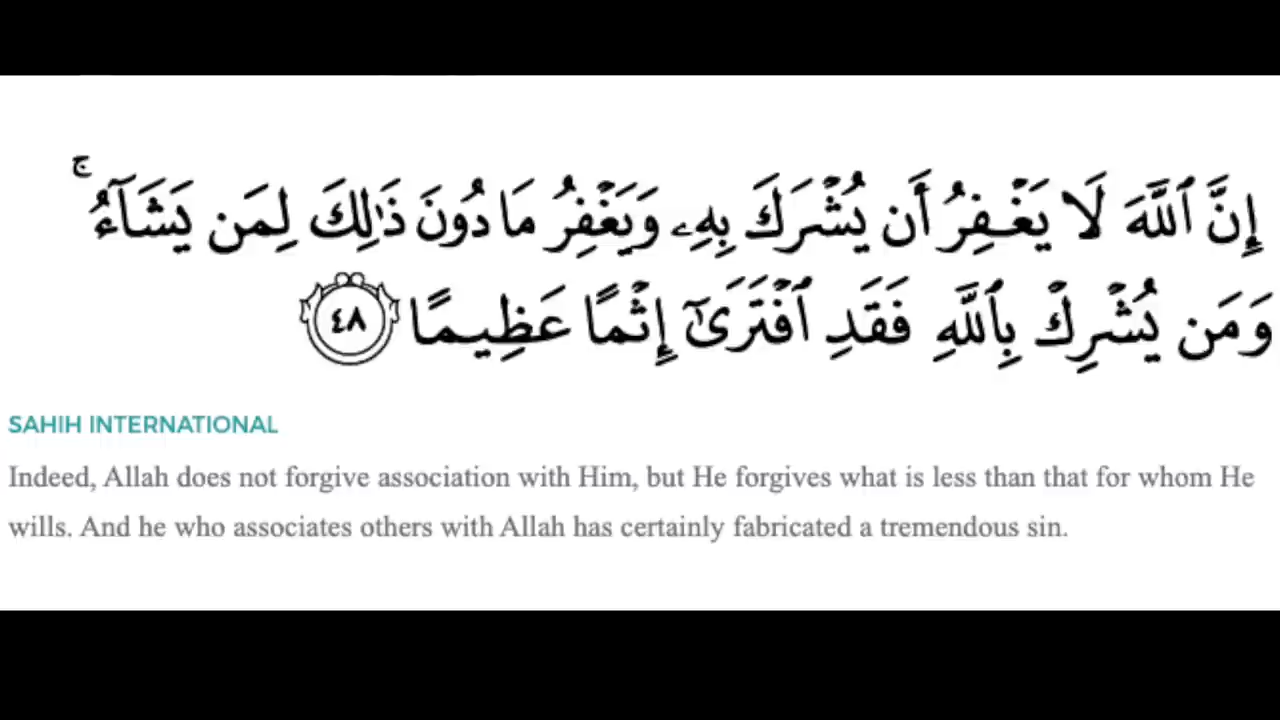 إِنَّ ٱللَّهَ لَا يَغْفِرُ أَن يُشْرَكَ بِهِۦ وَيَغْفِرُ مَا دُونَ ذَٰلِكَ لِمَن يَشَآءُ ۚ
وَمَن يُشْرِكْ بِٱللَّهِ فَقَدِ ٱفْتَرَىٰٓ إِثْمًا عَظِيمًا ٤٨
SAHIH INTERNATIONAL
Indeed, Allah does not forgive association with Him, but He forgives what is less than that for whom He
wills. And he who associates others with Allah has certainly fabricated a tremendous sin.